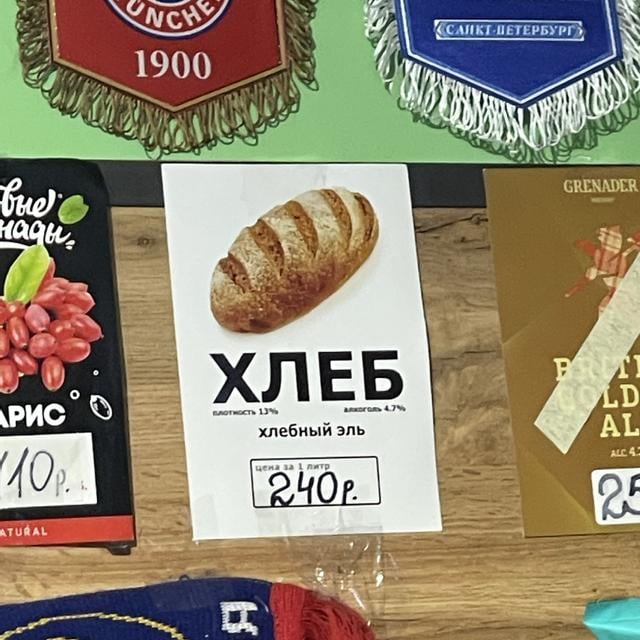 MÜNCHEN
1900
САНКТ-ПЕТЕРБУРГ
АРИС
110р.
NATURAL
ХЛЕБ
плотность 13%
алкоголь 4.7%
хлебный эль
цена за 1 литр
240р.
GRENADER
ALC 4.
25